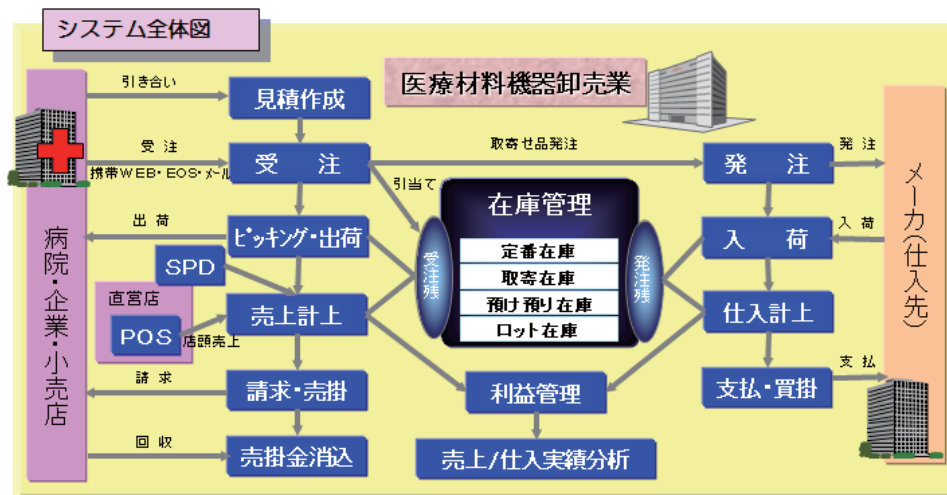 システム全体図
医療材料機器卸売業
引き合い
見積作成
受 注
携帯WEB・EOS・メール
受 注
取寄せ品発注
発 注
発 注
引当て
在庫管理
定番在庫
取寄在庫
預け預り在庫
ロット在庫
受注残
発注残
出 荷
ピッキング・出荷
入 荷
入 荷
SPD
直営店
POS
店頭売上
売上計上
仕入計上
請 求
請求・売掛
利益管理
支払・買掛
支 払
回 収
売掛金消込
売上/仕入実績分析
病院・企業・小売店
メーカ(仕入先)